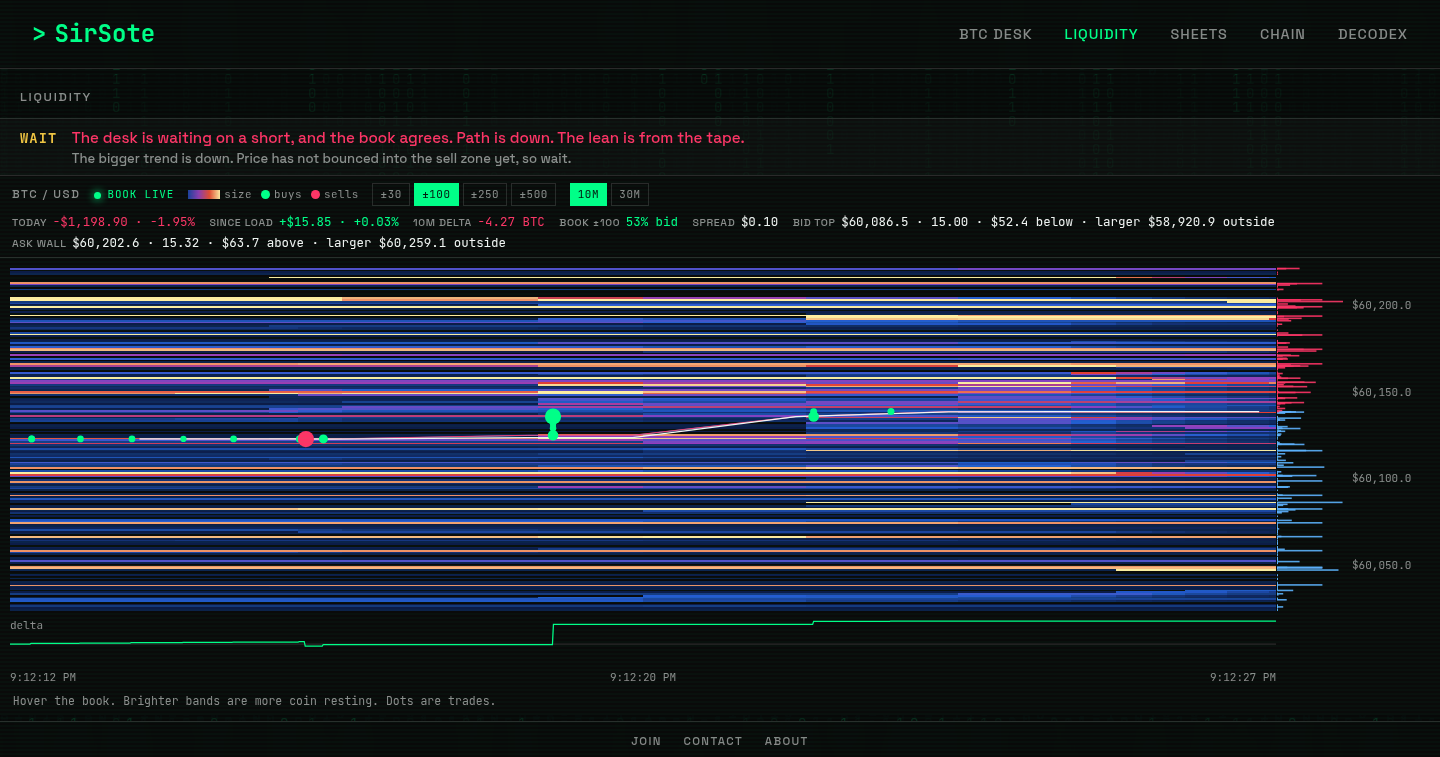 > SirSote
BTC DESK LIQUIDITY SHEETS CHAIN DECODEX
LIQUIDITY
WAIT The desk is waiting on a short, and the book agrees. Path is down. The lean is from the tape.
The bigger trend is down. Price has not bounced into the sell zone yet, so wait.
BTC / USD BOOK LIVE size buys sells ±30 ±100 ±250 ±500 10M 30M
TODAY -$1,198.90 · -1.95% SINCE LOAD +$15.85 · +0.03% 10M DELTA -4.27 BTC BOOK ±100 53% bid SPREAD $0.10 BID TOP $60,086.5 · 15.00 · $52.4 below · larger $58,920.9 outside
ASK WALL $60,202.6 · 15.32 · $63.7 above · larger $60,259.1 outside
$60,200.0
$60,150.0
$60,100.0
$60,050.0
delta
9:12:12 PM 9:12:20 PM 9:12:27 PM
Hover the book. Brighter bands are more coin resting. Dots are trades.
JOIN CONTACT ABOUT